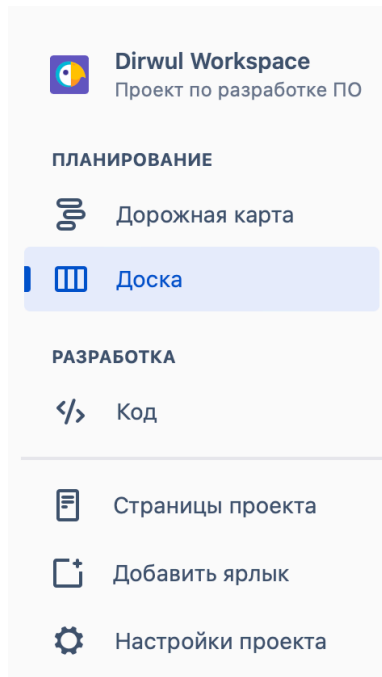 Dirwul Workspace
Проект по разработке ПО
ПЛАНИРОВАНИЕ
Дорожная карта
Доска
РАЗРАБОТКА
Код
Страницы проекта
Добавить ярлык
Настройки проекта